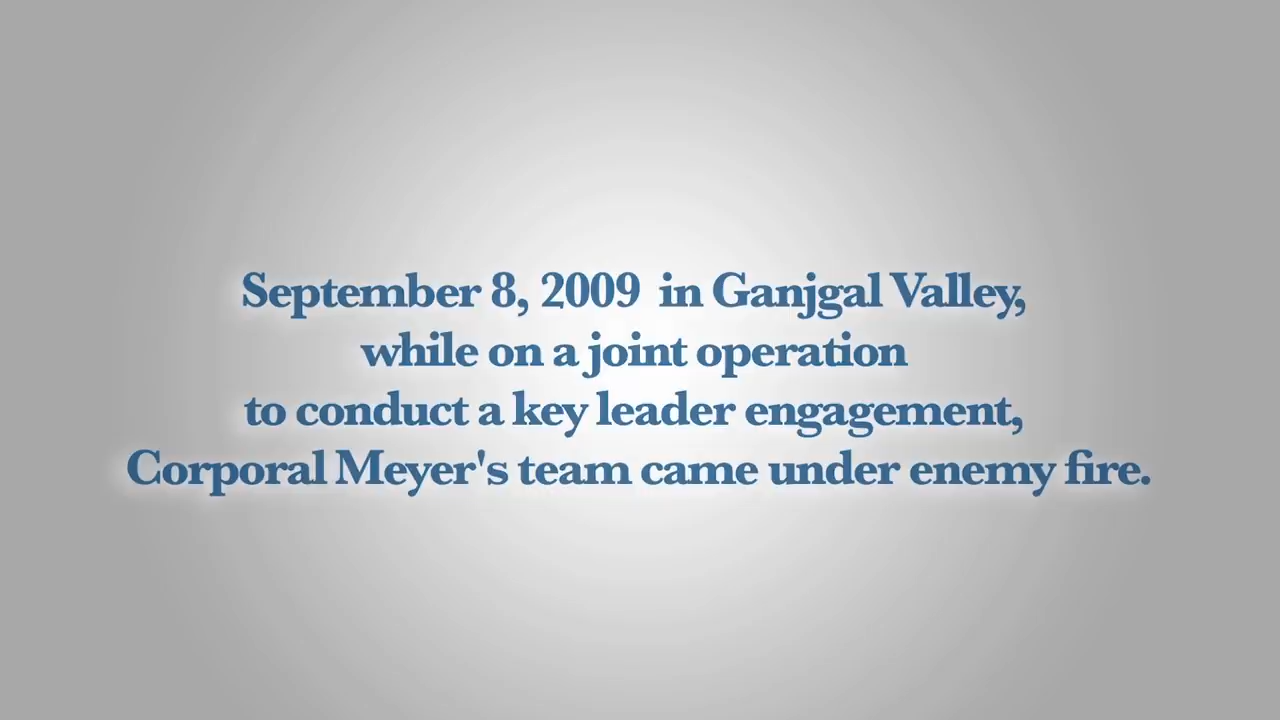 September 8, 2009  in Ganjgal Valley,
while on a joint operation
to conduct a key leader engagement,
Corporal Meyer's team came under enemy fire.